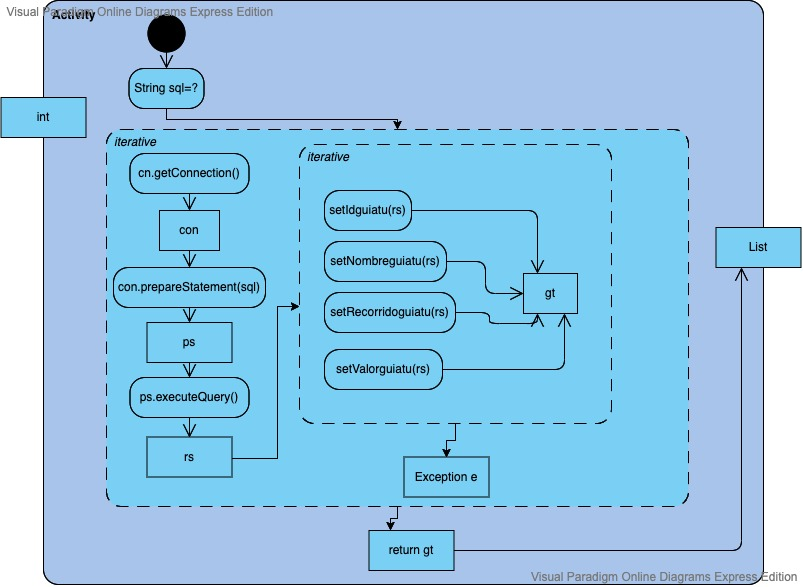 Visual Paradigm Online Diagrams Express Edition
Activity
String sql=?
int
iterative
cn.getConnection()
con
con.prepareStatement(sql)
ps
ps.executeQuery()
rs
iterative
setIdguiatu(rs)
setNombreguiatu(rs)
setRecorridoguiatu(rs)
setValorguiatu(rs)
gt
List
Exception e
return gt
Visual Paradigm Online Diagrams Express Edition